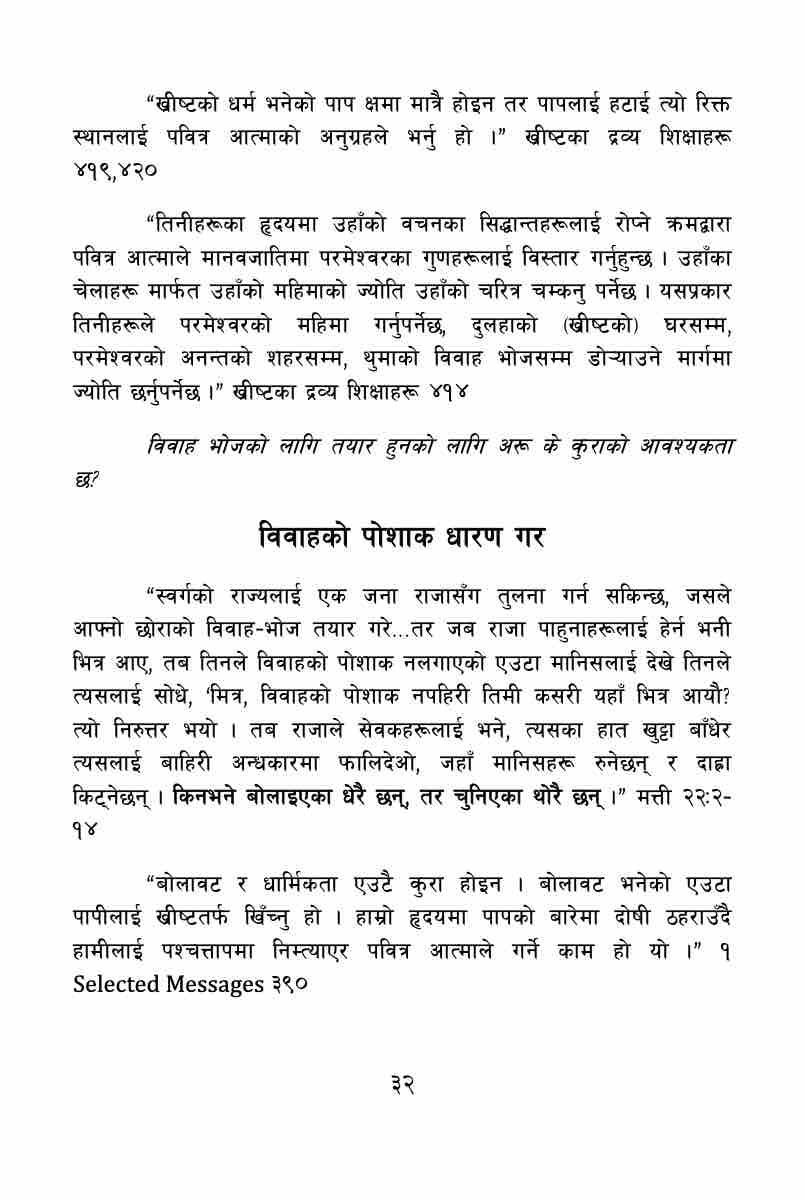 “ख्रीष्टको धर्म भनेको पाप क्षमा मात्रै होइन तर पापलाई हटाई त्यो रिक्त
स्थानलाई पवित्र आत्माको अनुग्रहले भर्नु हो ।” ख्रीष्टका द्रव्य शिक्षाहरू
४१९,४२०
“तिनीहरूका हृदयमा उहाँको वचनका सिद्धान्तहरूलाई रोप्ने क्रमद्वारा
पवित्र आत्माले मानवजातिमा परमेश्वरका गुणहरूलाई विस्तार गर्नुहुन्छ । उहाँका
चेलाहरू मार्फत उहाँको महिमाको ज्योति उहाँको चरित्र चम्कनु पर्नेछ । यसप्रकार
तिनीहरूले परमेश्वरको महिमा गर्नुपर्नेछ, दुलहाको (ख्रीष्टको) घरसम्म,
परमेश्वरको अनन्तको शहरसम्म, थुमाको विवाह भोजसम्म डोर्‍याउने मार्गमा
ज्योति छर्नुपर्नेछ ।” ख्रीष्टका द्रव्य शिक्षाहरू ४१४
विवाह भोजको लागि तयार हुनको लागि अरू के कुराको आवश्यकता
छ?
विवाहको पोशाक धारण गर
“स्वर्गको राज्यलाई एक जना राजासँग तुलना गर्न सकिन्छ, जसले
आफ्नो छोराको विवाह-भोज तयार गरे...तर जब राजा पाहुनाहरूलाई हेर्न भनी
भित्र आए, तब तिनले विवाहको पोशाक नलगाएको एउटा मानिसलाई देखे तिनले
त्यसलाई सोधे, ‘मित्र, विवाहको पोशाक नपहिरी तिमी कसरी यहाँ भित्र आयौ?
त्यो निरुत्तर भयो । तब राजाले सेवकहरूलाई भने, त्यसका हात खुट्टा बाँधेर
त्यसलाई बाहिरी अन्धकारमा फालिदेओ, जहाँ मानिसहरू रुनेछन् र दाह्रा
किट्नेछन् । किनभने बोलाइएका धेरै छन्, तर चुनिएका थोरै छन् ।” मत्ती २२:२-
१४
“बोलावट र धार्मिकता एउटै कुरा होइन । बोलावट भनेको एउटा
पापीलाई ख्रीष्टतर्फ खिँच्नु हो । हाम्रो हृदयमा पापको बारेमा दोषी ठहराउँदै
हामीलाई पश्चत्तापमा निम्त्याएर पवित्र आत्माले गर्ने काम हो यो ।” १
Selected Messages ३९०
३२